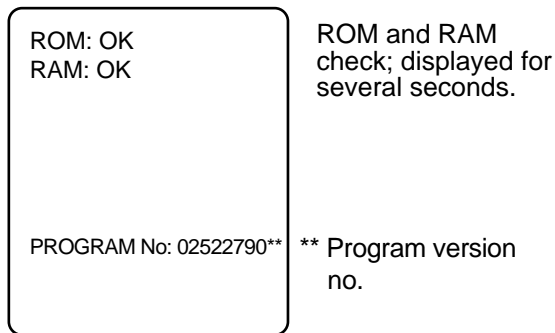 ROM: OK
RAM: OK
ROM and RAM
check; displayed for
several seconds.
PROGRAM No: 02522790**
** Program version
no.